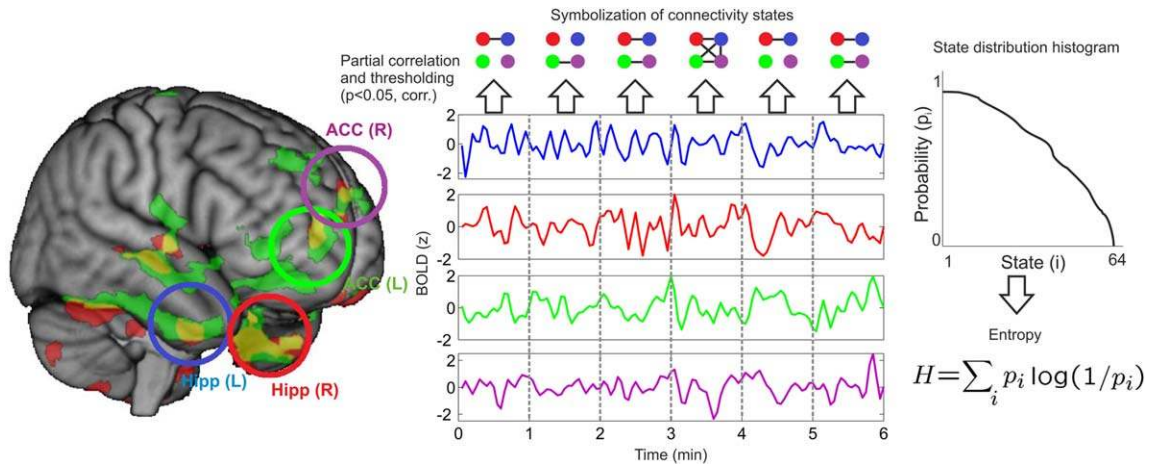 Symbolization of connectivity states
Partial correlation
and thresholding
(p<0.05, corr.)
State distribution histogram
ACC (R)
ACC (L)
Hipp (L)
Hipp (R)
BOLD (z)
2
0
-2
2
0
-2
2
0
-2
2
0
-2
0 1 2 3 4 5 6
Time (min)
1
Probability (pᵢ)
0
1 64
State (i)
Entropy
H=∑ᵢ pᵢ log(1/pᵢ)